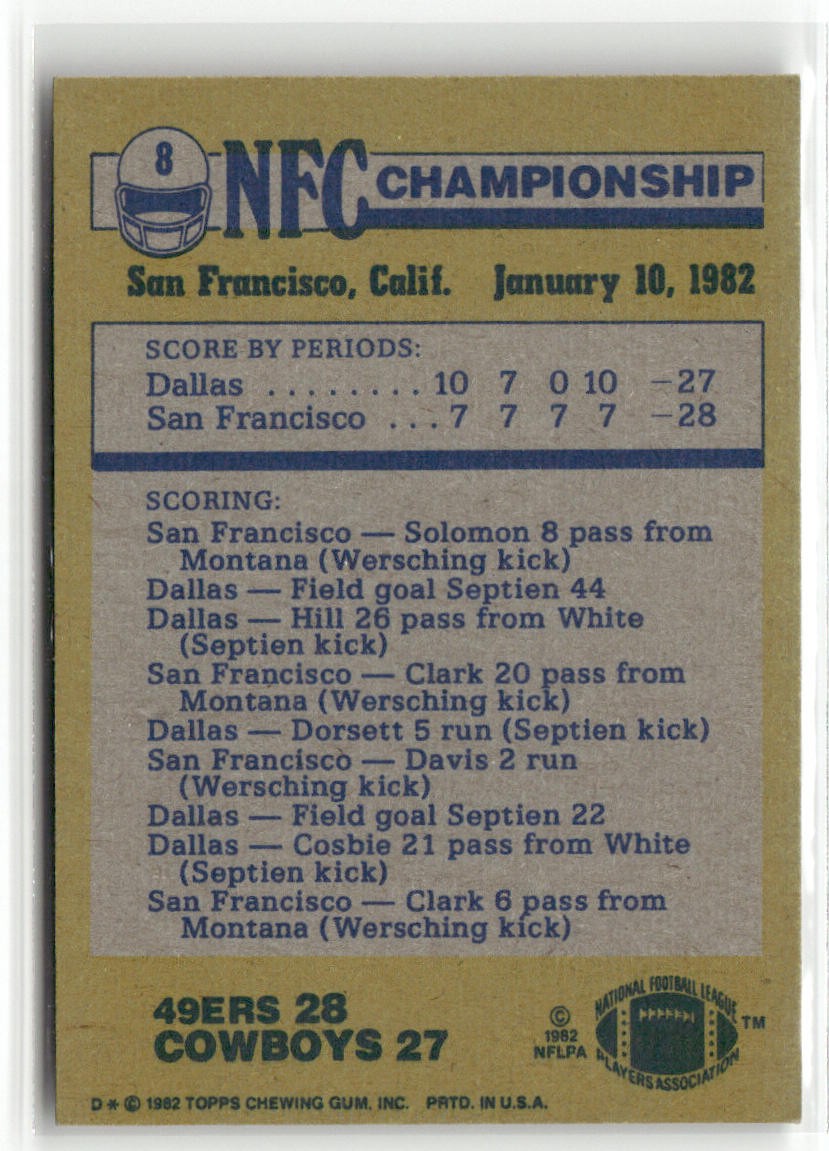 8
NFC CHAMPIONSHIP
San Francisco, Calif. January 10, 1982
SCORE BY PERIODS:
Dallas ........ 10 7 0 10 –27
San Francisco ... 7 7 7 7 –28
SCORING:
San Francisco — Solomon 8 pass from
Montana (Wersching kick)
Dallas — Field goal Septien 44
Dallas — Hill 26 pass from White
(Septien kick)
San Francisco — Clark 20 pass from
Montana (Wersching kick)
Dallas — Dorsett 5 run (Septien kick)
San Francisco — Davis 2 run
(Wersching kick)
Dallas — Field goal Septien 22
Dallas — Cosbie 21 pass from White
(Septien kick)
San Francisco — Clark 6 pass from
Montana (Wersching kick)
49ERS 28
COWBOYS 27
©
1982
NFLPA
NATIONAL FOOTBALL LEAGUE
PLAYERS ASSOCIATION
TM
D * © 1982 TOPPS CHEWING GUM, INC. PRTD. IN U.S.A.